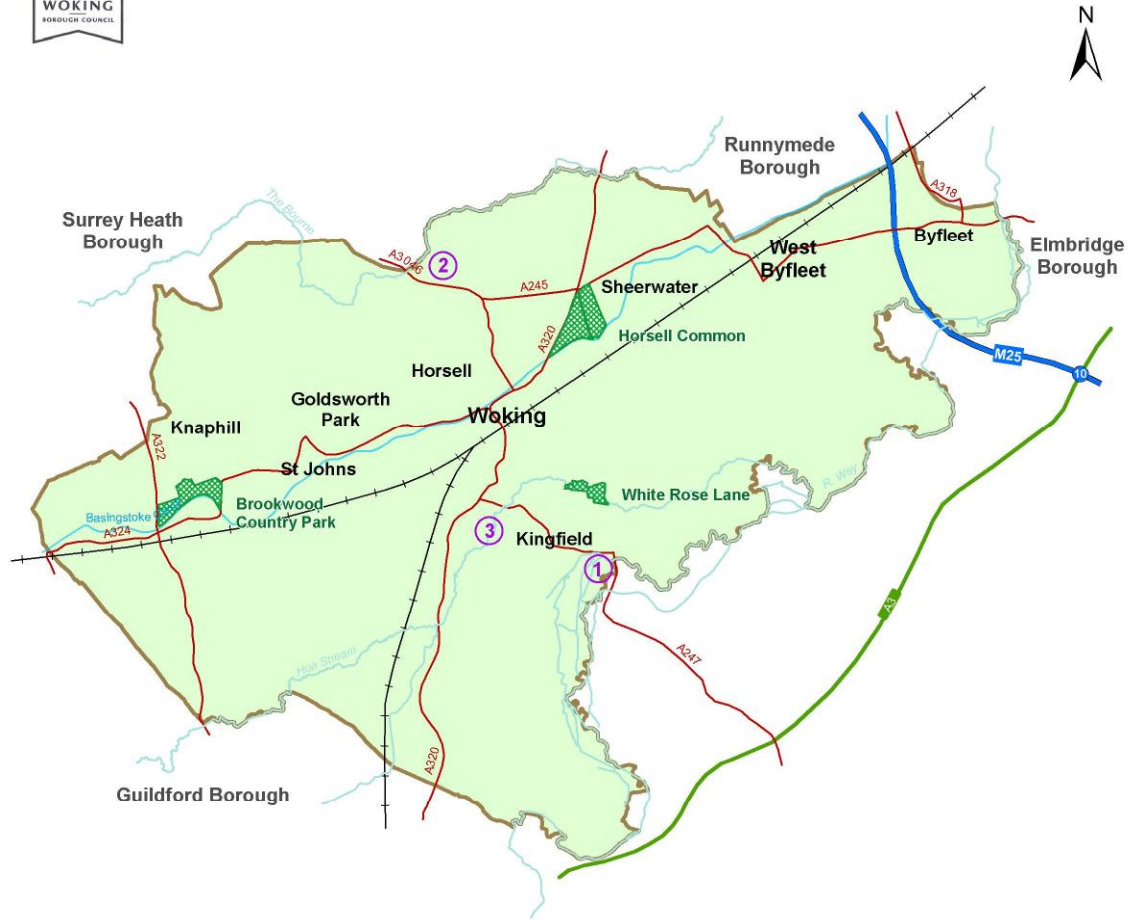 WOKING
BOROUGH COUNCIL
N
Runnymede
Borough
Surrey Heath
Borough
The Bourne
A318
Byfleet
Elmbridge
Borough
West
Byfleet
A3046
2
A245
Sheerwater
Horsell Common
A320
M25
10
Horsell
Goldsworth
Park
Woking
Knaphill
A322
St Johns
Brookwood
Country Park
Basingstoke C
A324
White Rose Lane
R. Wey
3
Kingfield
1
A3
A247
Hoe Stream
A320
Guildford Borough